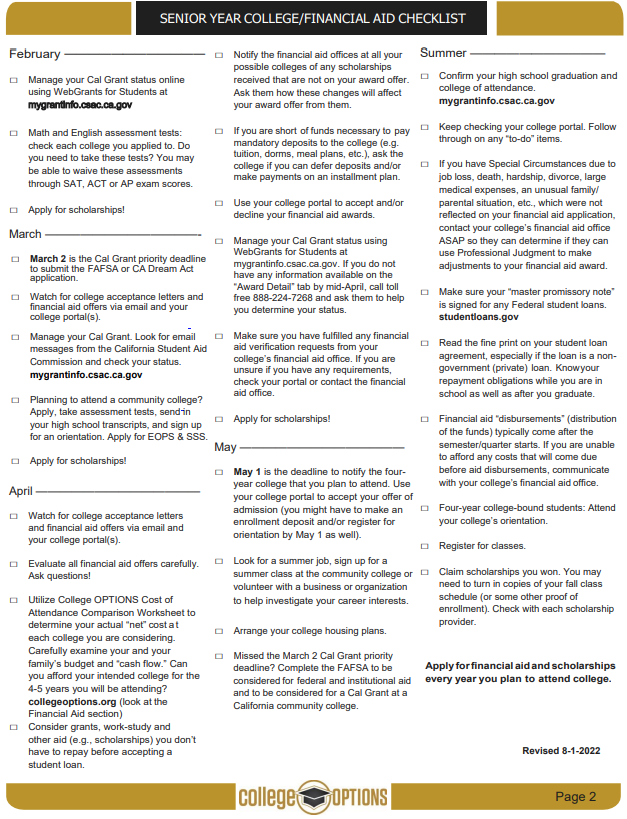 SENIOR YEAR COLLEGE/FINANCIAL AID CHECKLIST
February
Manage your Cal Grant status online
using WebGrants for Students at
mygrantinfo.csac.ca.gov
Math and English assessment tests:
check each college you applied to. Do
you need to take these tests? You may
be able to waive these assessments
through SAT, ACT or AP exam scores.
Apply for scholarships!
March
March 2 is the Cal Grant priority deadline
to submit the FAFSA or CA Dream Act
application.
Watch for college acceptance letters and
financial aid offers via email and your
college portal(s).
Manage your Cal Grant. Look for email
messages from the California Student Aid
Commission and check your status.
mygrantinfo.csac.ca.gov
Planning to attend a community college?
Apply, take assessment tests, send in
your high school transcripts, and sign up
for an orientation. Apply for EOPS & SSS.
Apply for scholarships!
April
Watch for college acceptance letters
and financial aid offers via email and
your college portal(s).
Evaluate all financial aid offers carefully.
Ask questions!
Utilize College OPTIONS Cost of
Attendance Comparison Worksheet to
determine your actual “net” cost at
each college you are considering.
Carefully examine your and your
family’s budget and “cash flow.” Can
you afford your intended college for the
4-5 years you will be attending?
collegeoptions.org (look at the
Financial Aid section)
Consider grants, work-study and
other aid (e.g., scholarships) you don’t
have to repay before accepting a
student loan.
Notify the financial aid offices at all your
possible colleges of any scholarships
received that are not on your award offer.
Ask them how these changes will affect
your award offer from them.
If you are short of funds necessary to pay
mandatory deposits to the college (e.g.
tuition, dorms, meal plans, etc.), ask the
college if you can defer deposits and/or
make payments on an installment plan.
Use your college portal to accept and/or
decline your financial aid awards.
Manage your Cal Grant status using
WebGrants for Students at
mygrantinfo.csac.ca.gov. If you do not
have any information available on the
“Award Detail” tab by mid-April, call toll
free 888-224-7268 and ask them to help
you determine your status.
Make sure you have fulfilled any financial
aid verification requests from your
college’s financial aid office. If you are
unsure if you have any requirements,
check your portal or contact the financial
aid office.
Apply for scholarships!
May
May 1 is the deadline to notify the four-
year college that you plan to attend. Use
your college portal to accept your offer of
admission (you might have to make an
enrollment deposit and/or register for
orientation by May 1 as well).
Look for a summer job, sign up for a
summer class at the community college or
volunteer with a business or organization
to help investigate your career interests.
Arrange your college housing plans.
Missed the March 2 Cal Grant priority
deadline? Complete the FAFSA to be
considered for federal and institutional aid
and to be considered for a Cal Grant at a
California community college.
Summer
Confirm your high school graduation and
college of attendance.
mygrantinfo.csac.ca.gov
Keep checking your college portal. Follow
through on any “to-do” items.
If you have Special Circumstances due to
job loss, death, hardship, divorce, large
medical expenses, an unusual family/
parental situation, etc., which were not
reflected on your financial aid application,
contact your college’s financial aid office
ASAP so they can determine if they can
use Professional Judgment to make
adjustments to your financial aid award.
Make sure your “master promissory note”
is signed for any Federal student loans.
studentloans.gov
Read the fine print on your student loan
agreement, especially if the loan is a non-
government (private) loan. Knowyour
repayment obligations while you are in
school as well as after you graduate.
Financial aid “disbursements” (distribution
of the funds) typically come after the
semester/quarter starts. If you are unable
to afford any costs that will come due
before aid disbursements, communicate
with your college’s financial aid office.
Four-year college-bound students: Attend
your college’s orientation.
Register for classes.
Claim scholarships you won. You may
need to turn in copies of your fall class
schedule (or some other proof of
enrollment). Check with each scholarship
provider.
Apply for financial aid and scholarships
every year you plan to attend college.
Revised 8-1-2022
college OPTIONS
Page 2